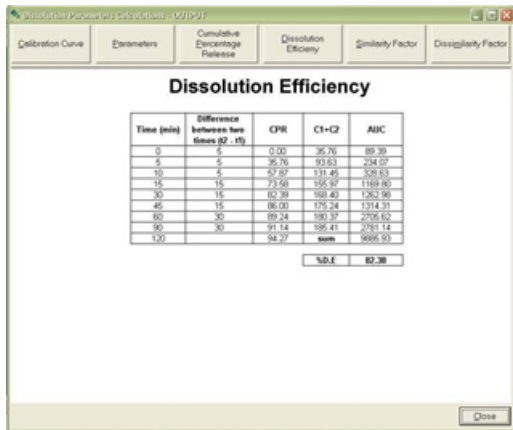 Dissolution Parameters Calculations - OUTPUT
Calibration Curve
Parameters
Cumulative
Percentage
Release
Dissolution
Efficieny
Similarity Factor
Dissimilarity Factor
Dissolution Efficiency
Time (min) Difference between two times (t2 - t1) CPR C1+C2 AUC
0 5 0.00 35.76 89.39
5 5 35.76 93.63 234.07
10 5 57.87 131.45 328.63
15 15 73.58 155.97 1169.80
30 15 82.39 168.40 1262.98
45 15 86.00 175.24 1314.31
60 30 89.24 180.37 2705.62
90 30 91.14 185.41 2781.14
120 94.27 sum 9885.93
%D.E 82.38
Close